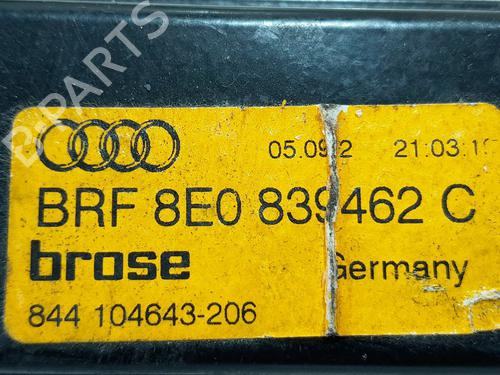 B-PARTS
05.09.2 21.03.1
BRF 8E0 839462 C
brose Germany
844 104643-206